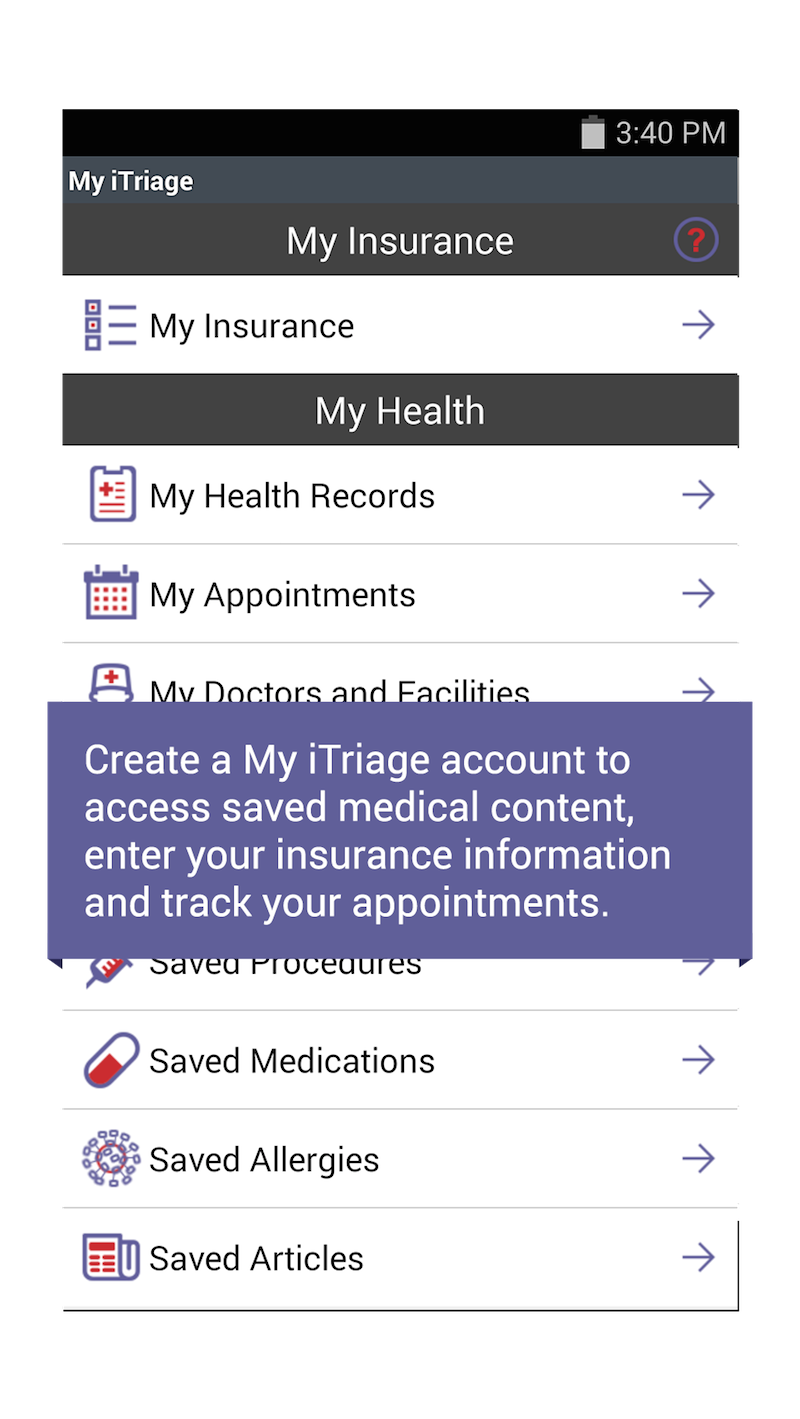 3:40 PM
My iTriage
My Insurance
?
My Insurance
My Health
My Health Records
My Appointments
My Doctors and Facilities
Create a My iTriage account to
access saved medical content,
enter your insurance information
and track your appointments.
Saved Procedures
Saved Medications
Saved Allergies
Saved Articles